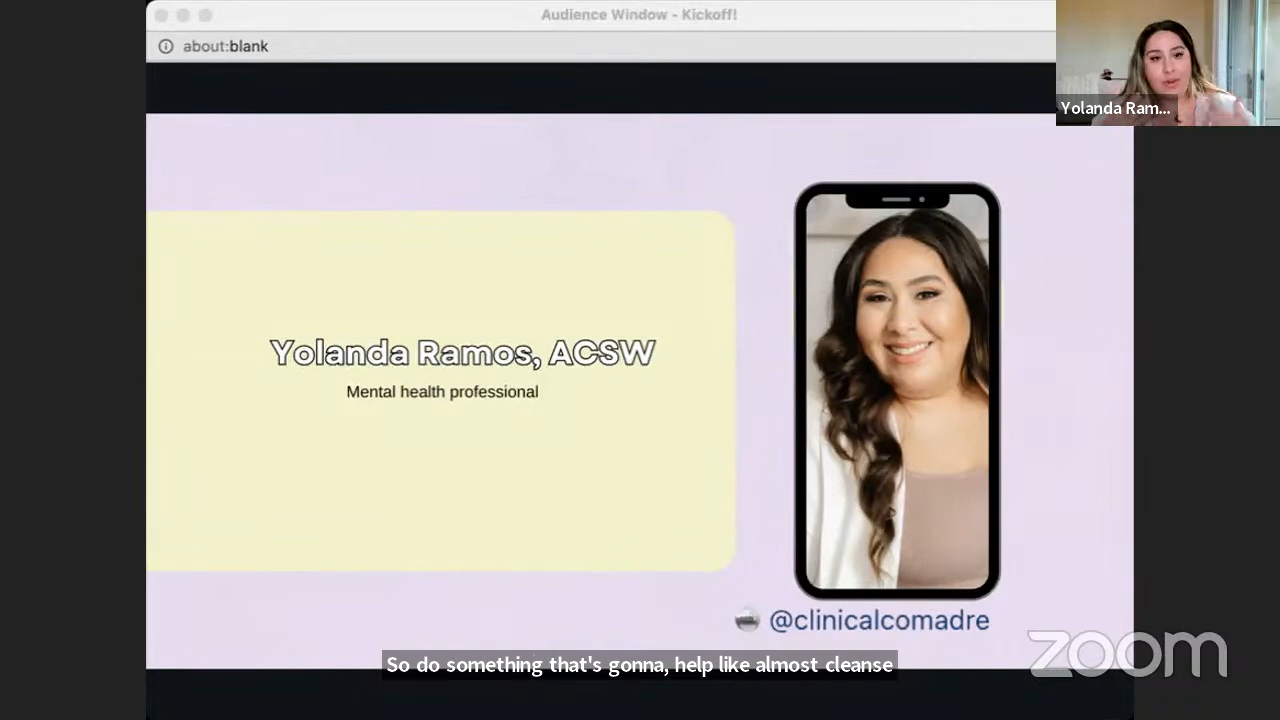 Audience Window - Kickoff!
about:blank
Yolanda Ram...
Yolanda Ramos, ACSW
Mental health professional
@clinicalcomadre
So do something that's gonna, help like almost cleanse
zoom